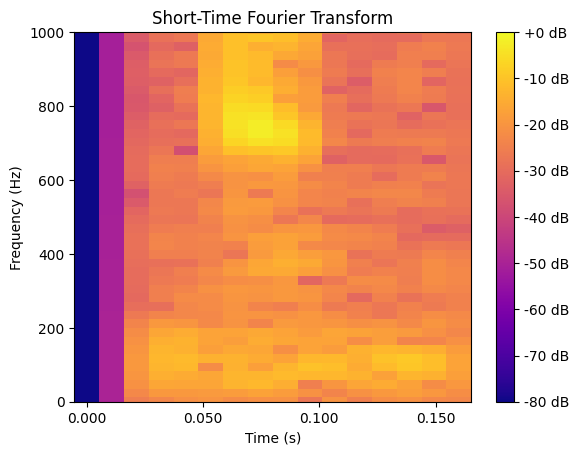 Short-Time Fourier Transform
Frequency (Hz)
1000
800
600
400
200
0
0.000
0.050
0.100
0.150
Time (s)
+0 dB
-10 dB
-20 dB
-30 dB
-40 dB
-50 dB
-60 dB
-70 dB
-80 dB